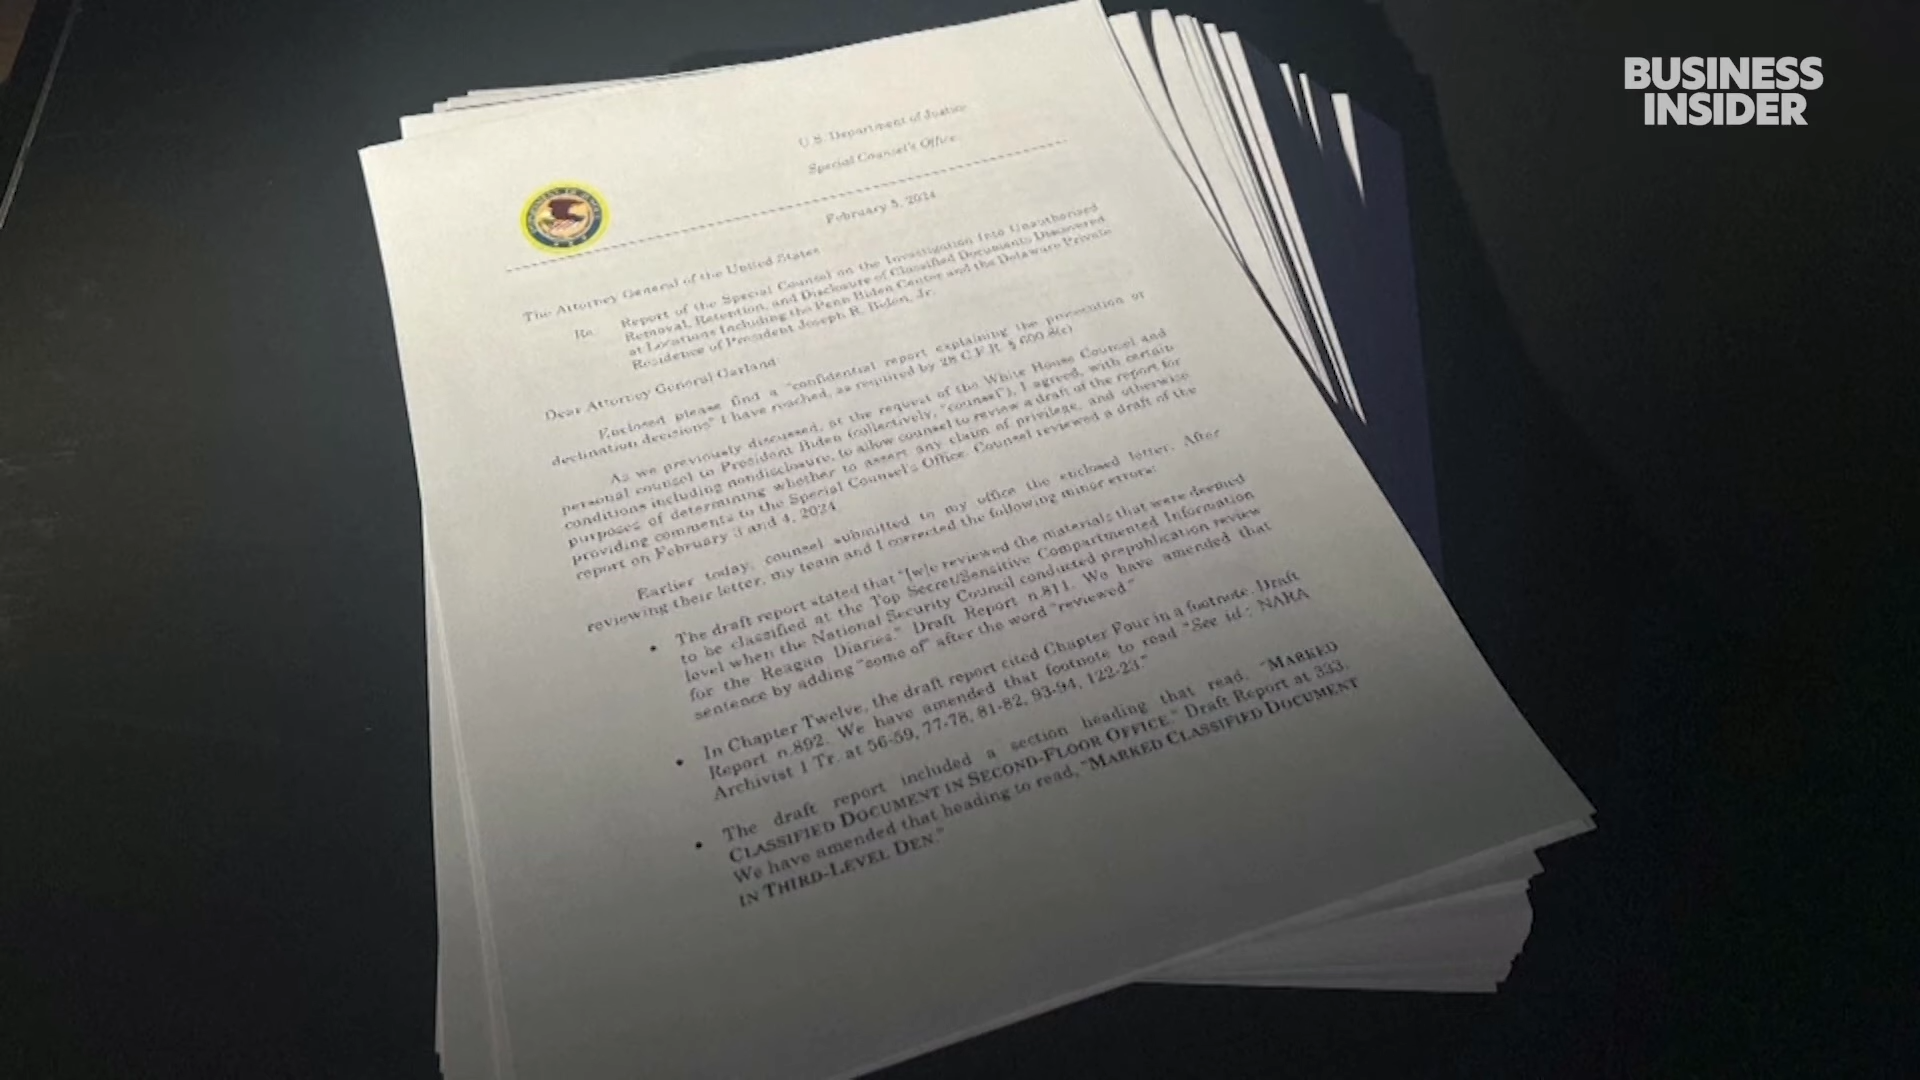 BUSINESS
INSIDER
U.S. Department of Justice
Special Counsel's Office
February 5, 2024
The Attorney General of the United States
Re: Report of the Special Counsel on the Investigation Into Unauthorized
Removal, Retention, and Disclosure of Classified Documents Discovered
at Locations Including the Penn Biden Center and the Delaware Private
Residence of President Joseph R. Biden, Jr.
Dear Attorney General Garland:
Enclosed please find a "confidential report explaining the prosecution or
declination decisions" I have reached, as required by 28 C.F.R. § 600.8(c)
As we previously discussed, at the request of the White House Counsel and
personal counsel to President Biden (collectively, "counsel"), I agreed, with certain
conditions including nondisclosure, to allow counsel to review a draft of the report for
purposes of determining whether to assert any claim of privilege, and otherwise
providing comments to the Special Counsel's Office. Counsel reviewed a draft of the
report on February 3 and 4, 2024.
Earlier today, counsel submitted to my office the enclosed letter. After
reviewing their letter, my team and I corrected the following minor errors:
• The draft report stated that "[w]e reviewed the materials that were deemed
to be classified at the Top Secret/Sensitive Compartmented Information
level when the National Security Council conducted prepublication review
for the Reagan Diaries." Draft Report n.811. We have amended that
sentence by adding "some of" after the word "reviewed."
• In Chapter Twelve, the draft report cited Chapter Four in a footnote. Draft
Report n.892. We have amended that footnote to read "See id.; NARA
Archivist 1 Tr. at 56-59, 77-78, 81-82, 93-94, 122-23."
• The draft report included a section heading that read, "MARKED
CLASSIFIED DOCUMENT IN SECOND-FLOOR OFFICE." Draft Report at 333.
We have amended that heading to read, "MARKED CLASSIFIED DOCUMENT
IN THIRD-LEVEL DEN."